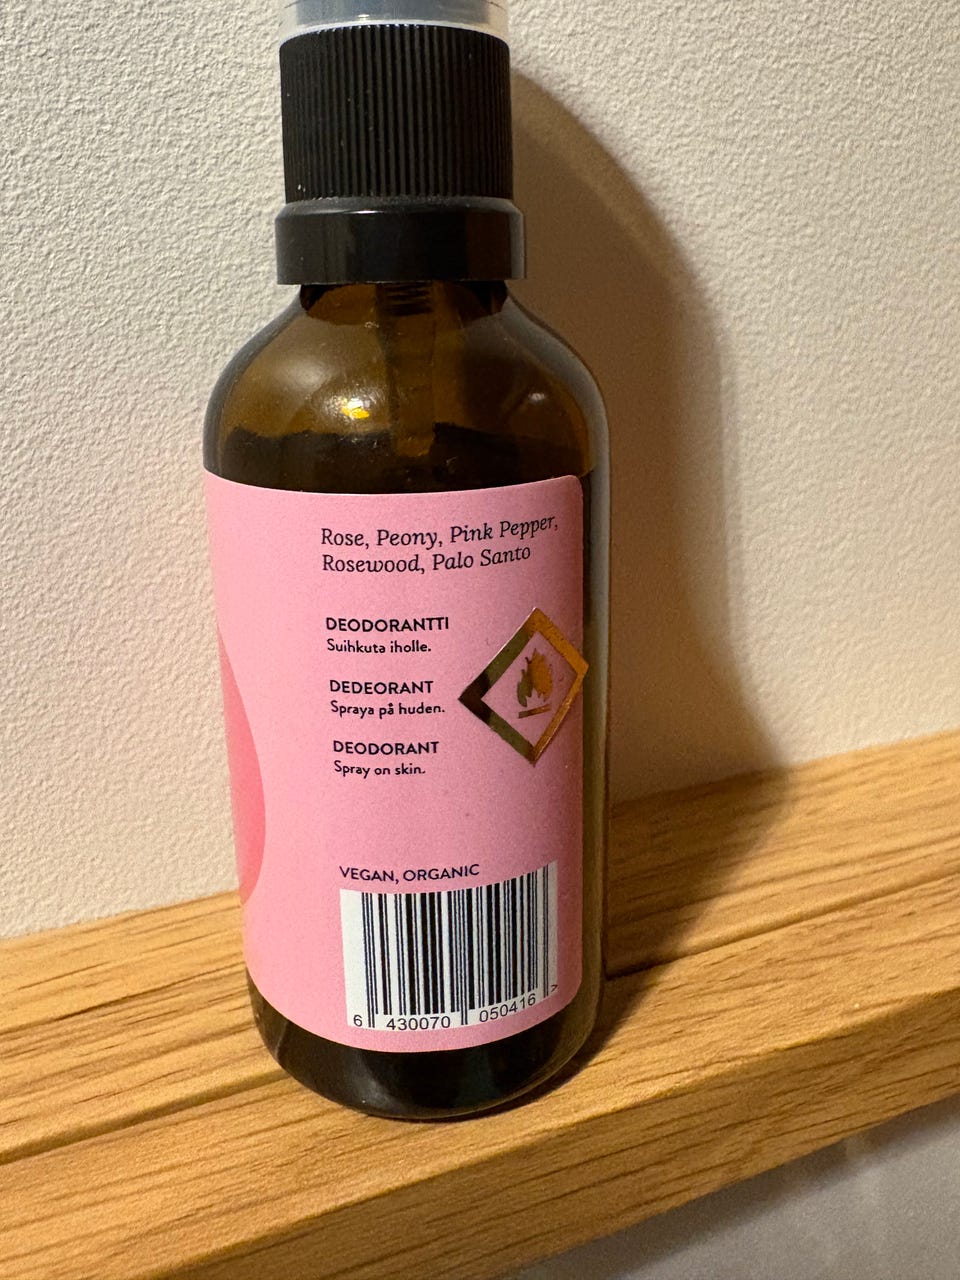 Rose, Peony, Pink Pepper,
Rosewood, Palo Santo
DEODORANTTI
Suihkuta iholle.
DEDEORANT
Spraya på huden.
DEODORANT
Spray on skin.
VEGAN, ORGANIC
6 430070 050416 >